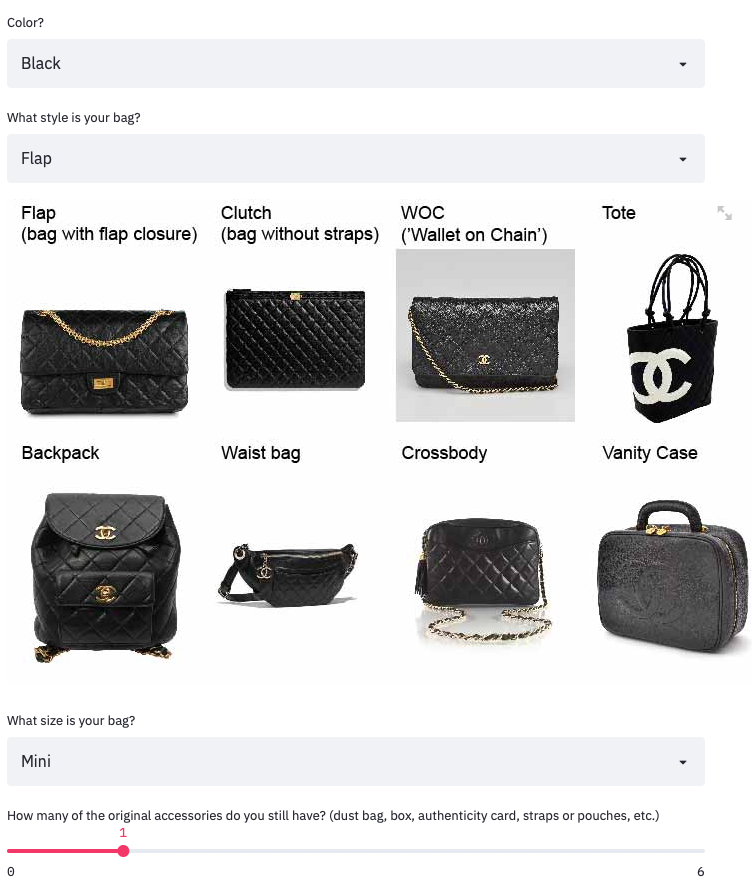 Color?
Black
What style is your bag?
Flap
Flap
(bag with flap closure)
Clutch
(bag without straps)
WOC
('Wallet on Chain')
Tote
Backpack
Waist bag
Crossbody
Vanity Case
What size is your bag?
Mini
How many of the original accessories do you still have? (dust bag, box, authenticity card, straps or pouches, etc.)
1
0
6